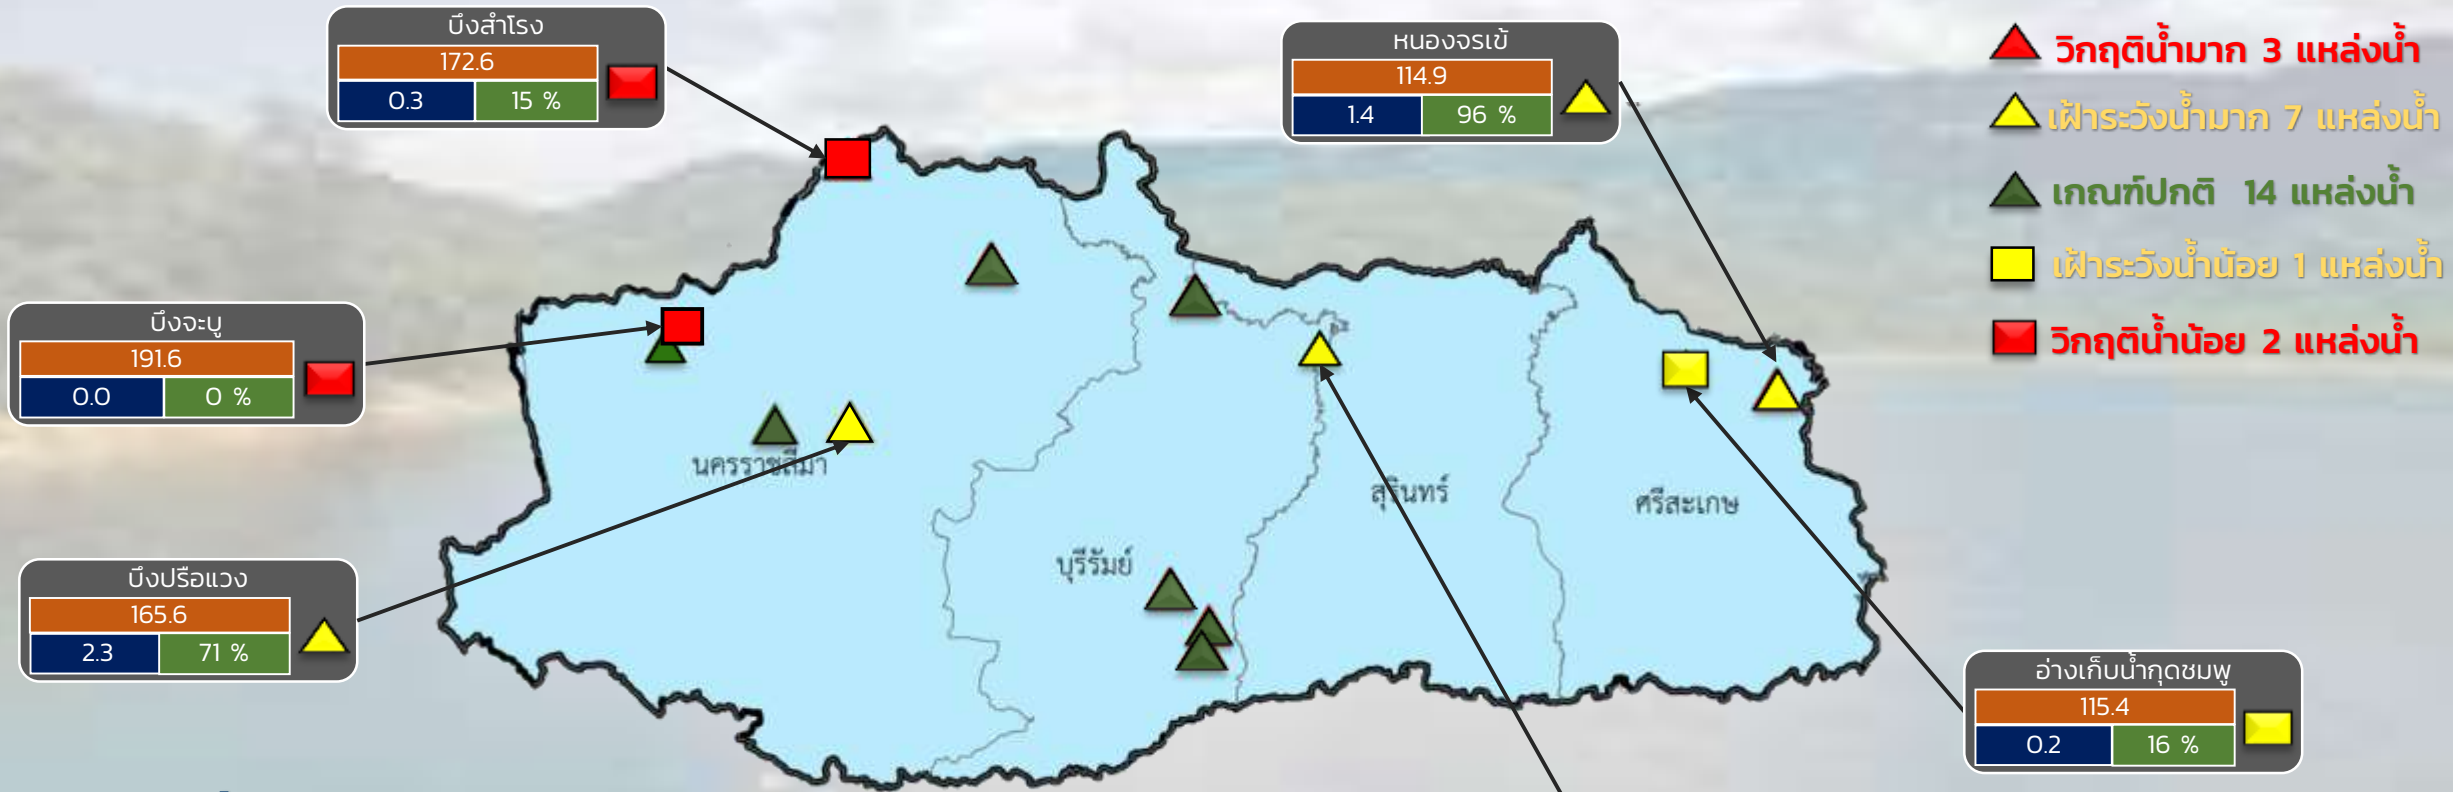 บึงสำโรง
172.6
0.3 15 %
หนองจรเข้
114.9
1.4 96 %
วิกฤติน้ำมาก 3 แหล่งน้ำ
เฝ้าระวังน้ำมาก 7 แหล่งน้ำ
เกณฑ์ปกติ 14 แหล่งน้ำ
เฝ้าระวังน้ำน้อย 1 แหล่งน้ำ
วิกฤติน้ำน้อย 2 แหล่งน้ำ
บึงจะบู
191.6
0.0 0 %
นครราชสีมา
สุรินทร์
ศรีสะเกษ
บุรีรัมย์
บึงปรือแวง
165.6
2.3 71 %
อ่างเก็บน้ำกุดชมพู
115.4
0.2 16 %